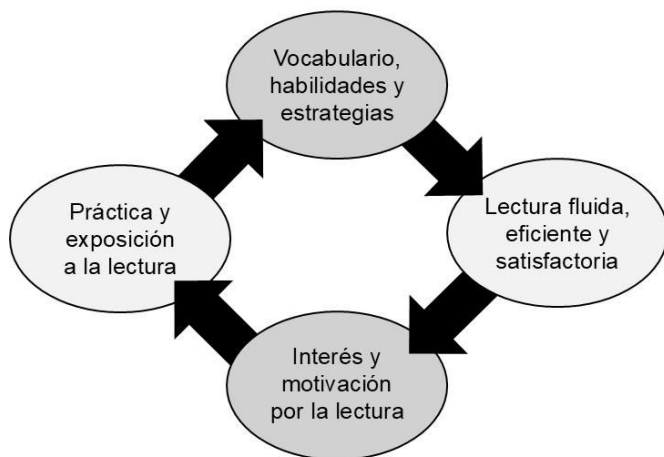 Vocabulario,
habilidades y
estrategias
Lectura fluida,
eficiente y
satisfactoria
Interés y
motivación
por la lectura
Práctica y
exposición
a la lectura